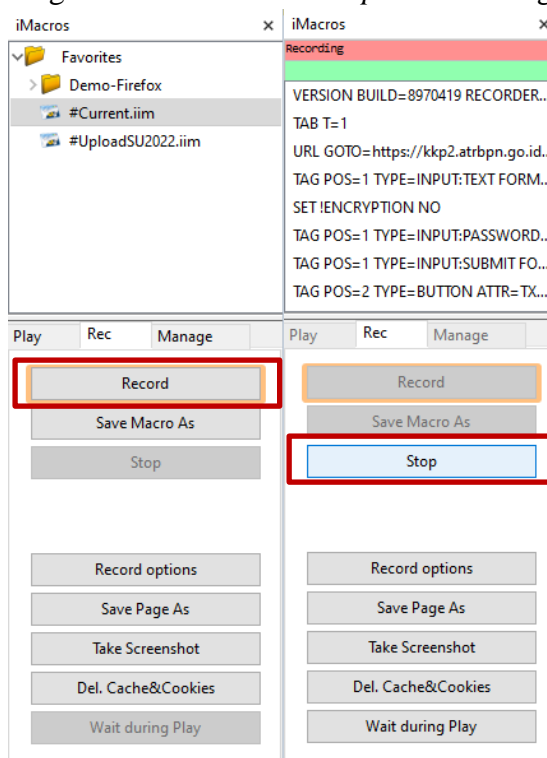 iMacros ×
Favorites
Demo-Firefox
#Current.iim
#UploadSU2022.iim
Play Rec Manage
Record
Save Macro As
Stop
Record options
Save Page As
Take Screenshot
Del. Cache&Cookies
Wait during Play
iMacros ×
Recording
VERSION BUILD=8970419 RECORDER...
TAB T=1
URL GOTO=https://kkp2.atrbpn.go.id...
TAG POS=1 TYPE=INPUT:TEXT FORM...
SET !ENCRYPTION NO
TAG POS=1 TYPE=INPUT:PASSWORD...
TAG POS=1 TYPE=INPUT:SUBMIT FO...
TAG POS=2 TYPE=BUTTON ATTR=TX...
Play Rec Manage
Record
Save Macro As
Stop
Record options
Save Page As
Take Screenshot
Del. Cache&Cookies
Wait during Play